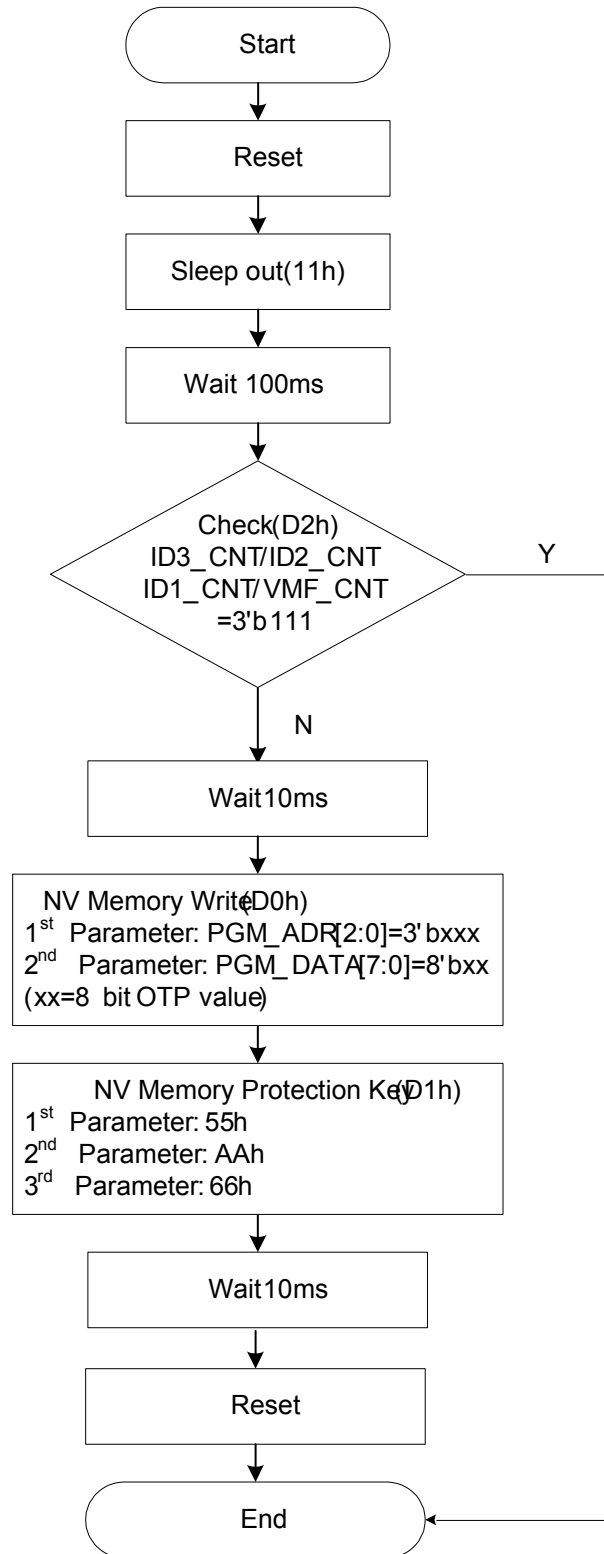 Start
Reset
Sleep out(11h)
Wait 100ms
Check(D2h)
ID3_CNT/ID2_CNT
ID1_CNT/VMF_CNT
=3'b111
Y
N
Wait10ms
NV Memory Write(D0h)
1st Parameter: PGM_ADR[2:0]=3'bxxx
2nd Parameter: PGM_DATA[7:0]=8'bxx
(xx=8 bit OTP value)
NV Memory Protection Key(D1h)
1st Parameter: 55h
2nd Parameter: AAh
3rd Parameter: 66h
Wait10ms
Reset
End